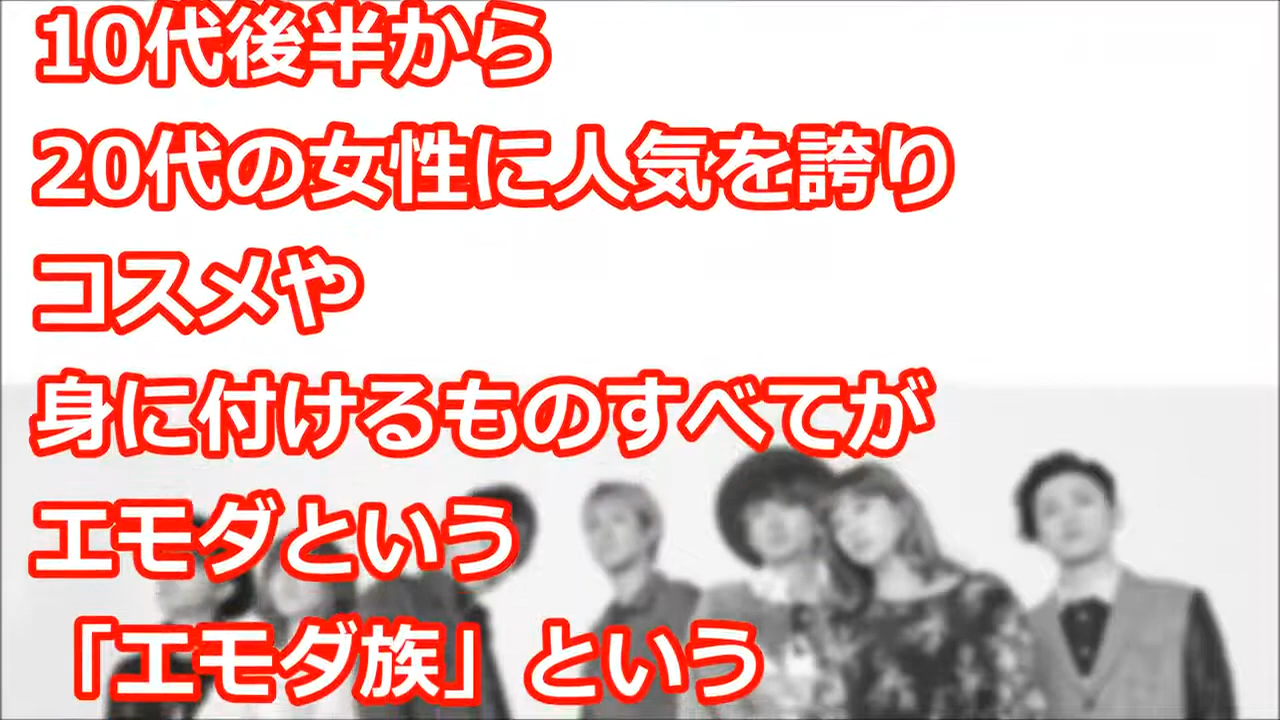 10代後半から
20代の女性に人気を誇り
コスメや
身に付けるものすべてが
エモダという
「エモダ族」という